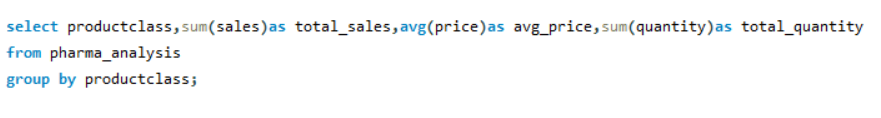 select productclass,sum(sales)as total_sales,avg(price)as avg_price,sum(quantity)as total_quantity
from pharma_analysis
group by productclass;